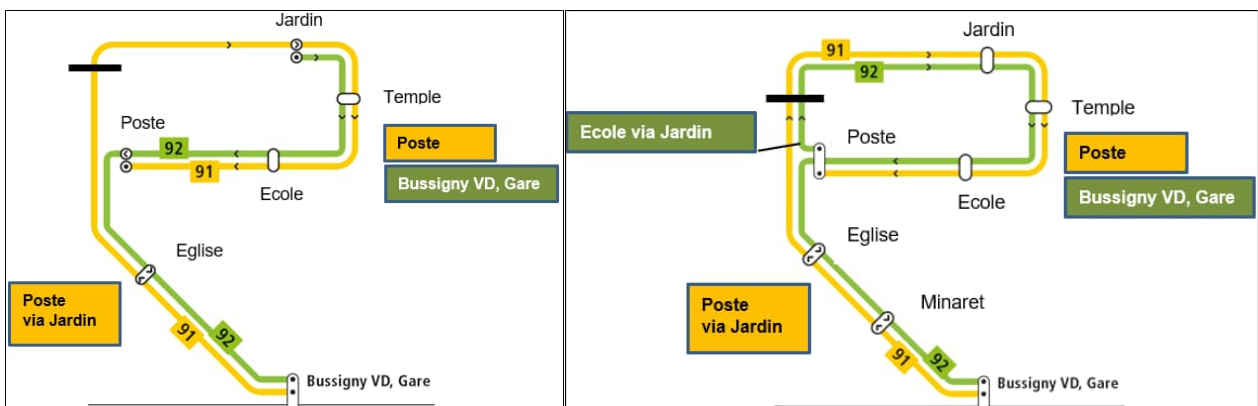 Jardin
Temple
Poste
92
91
Ecole
Poste
Bussigny VD, Gare
Eglise
Poste
via Jardin
91
92
Bussigny VD, Gare
Jardin
91
92
Temple
Ecole via Jardin
Poste
Poste
Bussigny VD, Gare
Ecole
Eglise
Minaret
Poste
via Jardin
91
92
Bussigny VD, Gare